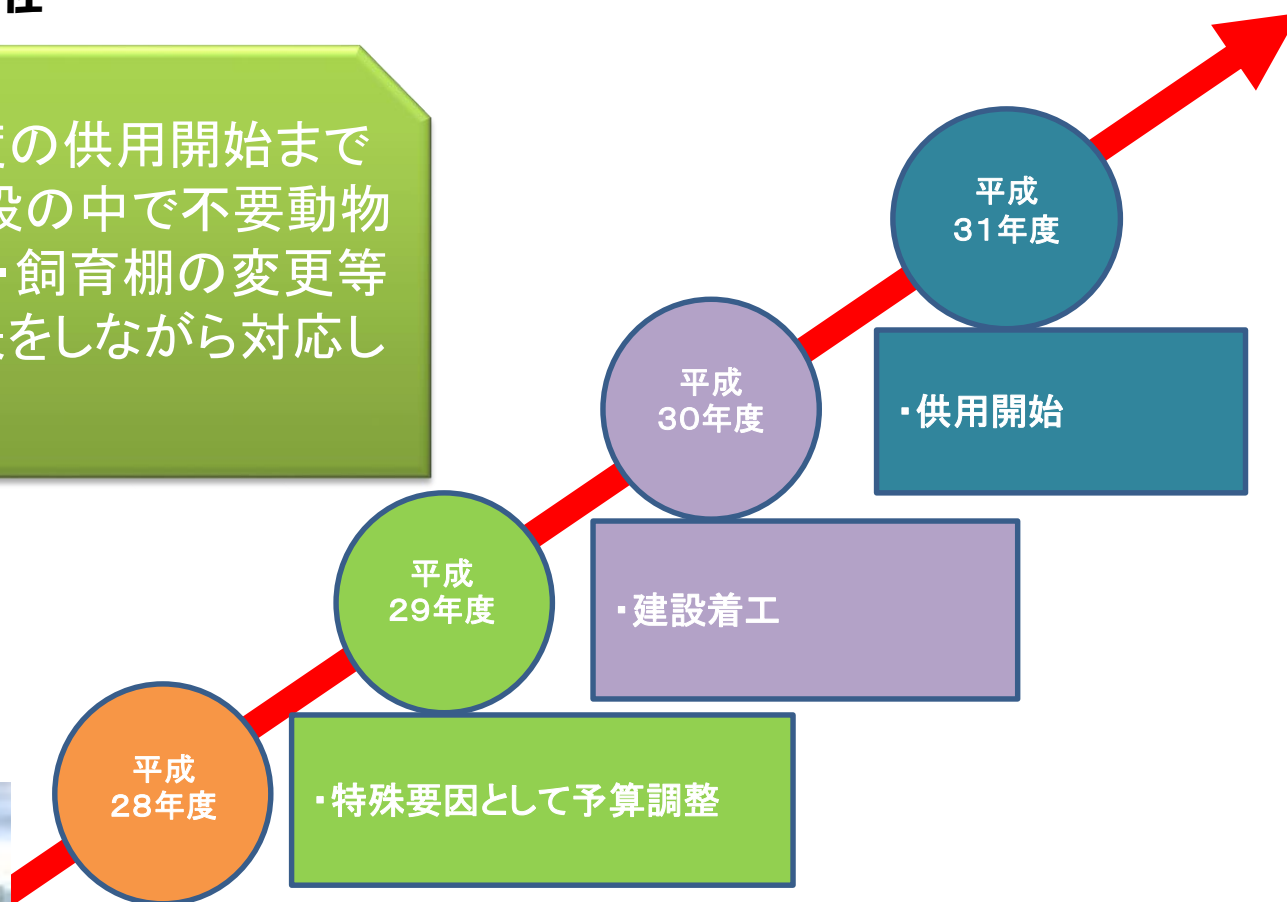 度の供用開始まで
設の中で不要動物
・飼育棚の変更等
をしながら対応し
平成
31年度
・供用開始
平成
30年度
・建設着工
平成
29年度
・特殊要因として予算調整
平成
28年度